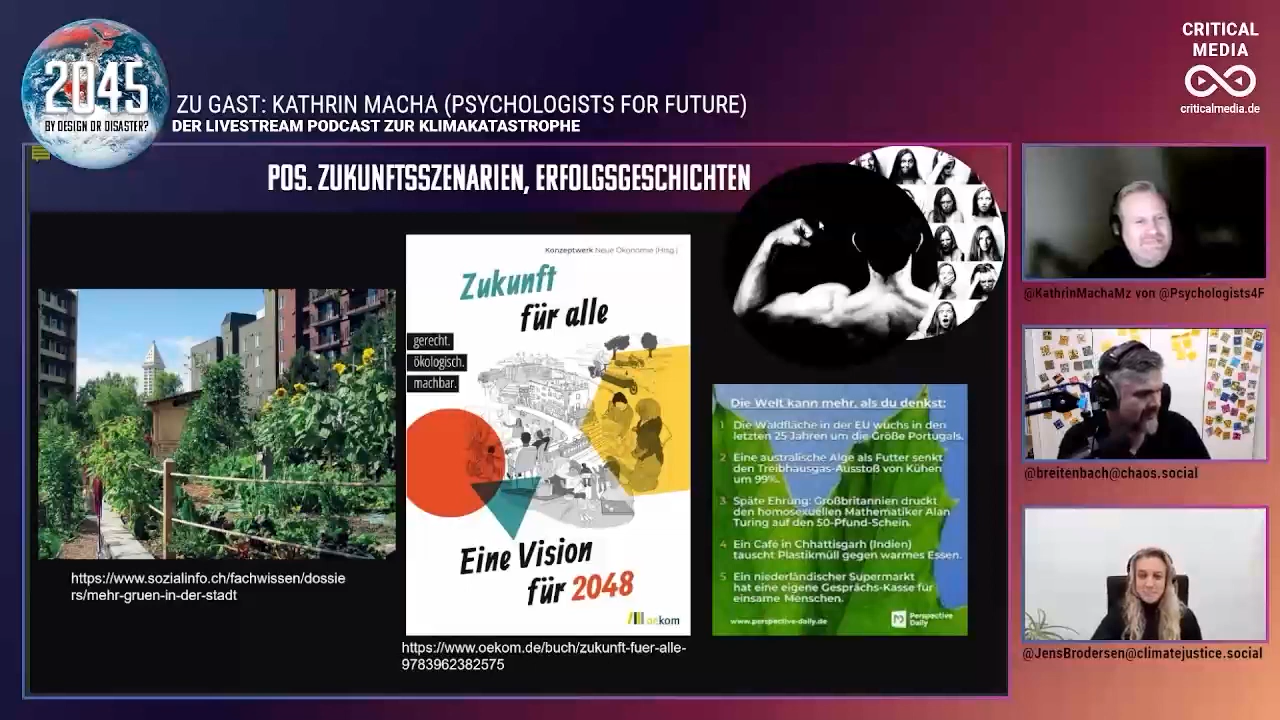 2045
BY DESIGN OR DISASTER?
ZU GAST: KATHRIN MACHA (PSYCHOLOGISTS FOR FUTURE)
DER LIVESTREAM PODCAST ZUR KLIMAKATASTROPHE
CRITICAL
MEDIA
criticalmedia.de
POS. ZUKUNFTSSZENARIEN, ERFOLGSGESCHICHTEN
https://www.sozialinfo.ch/fachwissen/dossie
rs/mehr-gruen-in-der-stadt
Konzeptwerk Neue Ökonomie (Hrsg.)
Zukunft
für alle
gerecht.
ökologisch.
machbar.
Eine Vision
für 2048
oekom
https://www.oekom.de/buch/zukunft-fuer-alle-
9783962382575
Die Welt kann mehr, als du denkst:
1 Die Waldfläche in der EU wuchs in den
letzten 25 Jahren um die Größe Portugals.
2 Eine australische Alge als Futter senkt
den Treibhausgas-Ausstoß von Kühen
um 99%.
3 Späte Ehrung: Großbritannien druckt
den homosexuellen Mathematiker Alan
Turing auf den 50-Pfund-Schein.
4 Ein Café in Chhattisgarh (Indien)
tauscht Plastikmüll gegen warmes Essen.
5 Ein niederländischer Supermarkt
hat eine eigene Gesprächs-Kasse für
einsame Menschen.
www.perspective-daily.de
Perspective
Daily
@KathrinMachaMz von @Psychologists4F
@breitenbach@chaos.social
@JensBrodersen@climatejustice.social